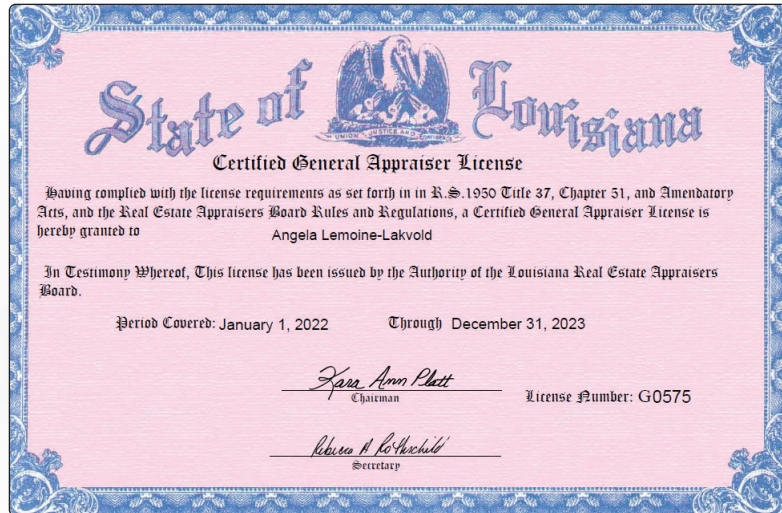 State of Louisiana
UNION JUSTICE AND CONFIDENCE
Certified General Appraiser License
Having complied with the license requirements as set forth in in R.S.1950 Title 37, Chapter 51, and Amendatory
Acts, and the Real Estate Appraisers Board Rules and Regulations, a Certified General Appraiser License is
hereby granted to Angela Lemoine-Lakvold
In Testimony Whereof, This license has been issued by the Authority of the Louisiana Real Estate Appraisers
Board.
Period Covered: January 1, 2022 Through December 31, 2023
Kara Ann Platt
Chairman License Number: G0575
Rebecca A Rothschild
Secretary